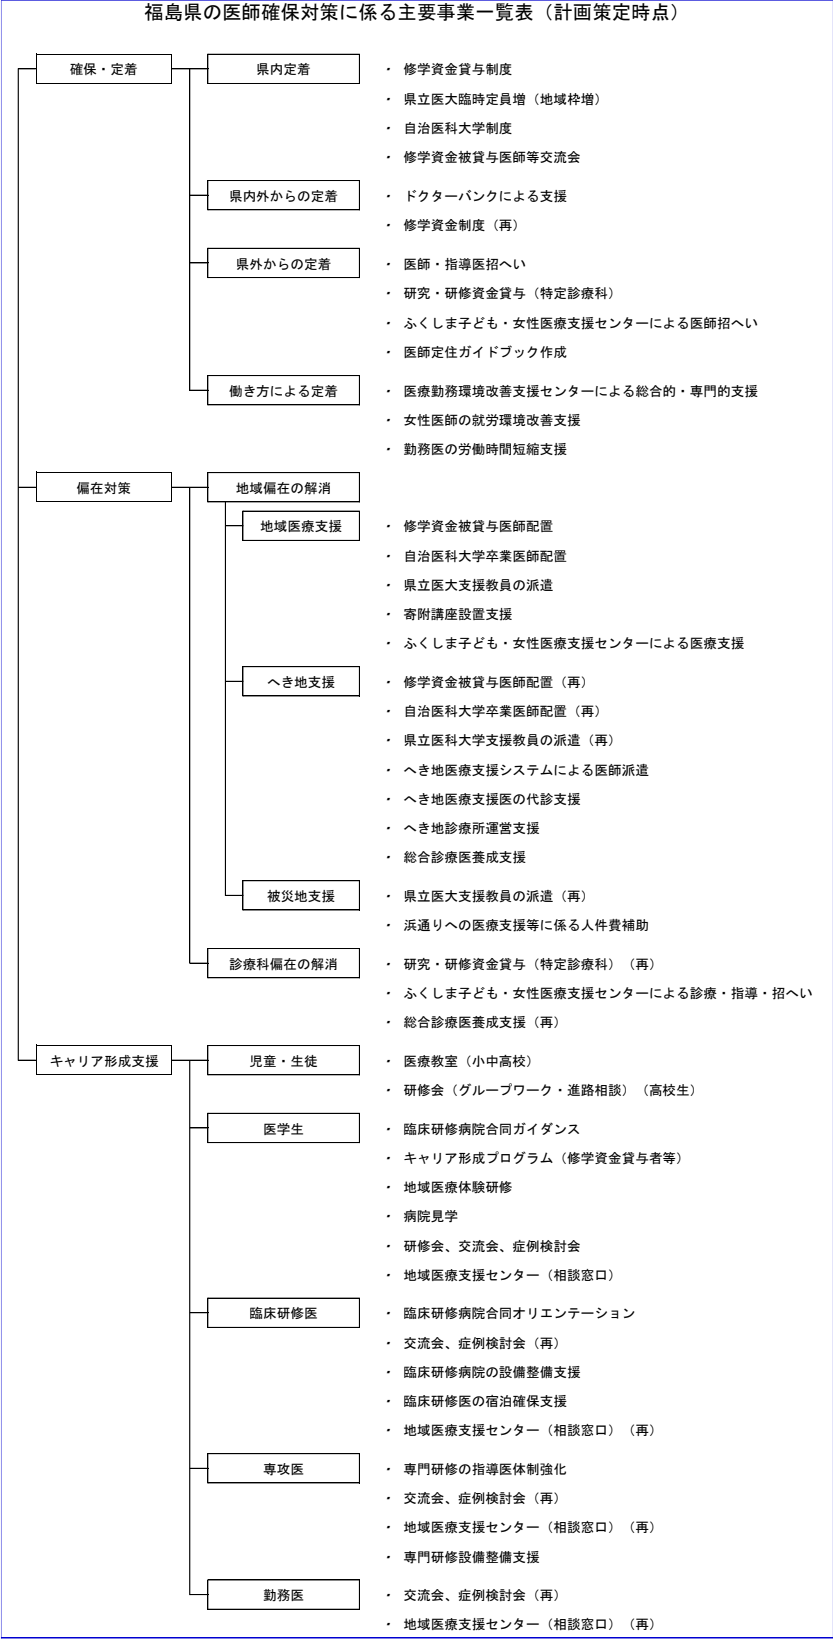 福島県の医師確保対策に係る主要事業一覧表（計画策定時点）
確保・定着
県内定着
・ 修学資金貸与制度
・ 県立医大臨時定員増（地域枠増）
・ 自治医科大学制度
・ 修学資金被貸与医師等交流会
県内外からの定着
・ ドクターバンクによる支援
・ 修学資金制度（再）
県外からの定着
・ 医師・指導医招へい
・ 研究・研修資金貸与（特定診療科）
・ ふくしま子ども・女性医療支援センターによる医師招へい
・ 医師定住ガイドブック作成
働き方による定着
・ 医療勤務環境改善支援センターによる総合的・専門的支援
・ 女性医師の就労環境改善支援
・ 勤務医の労働時間短縮支援
偏在対策
地域偏在の解消
地域医療支援
・ 修学資金被貸与医師配置
・ 自治医科大学卒業医師配置
・ 県立医大支援教員の派遣
・ 寄附講座設置支援
・ ふくしま子ども・女性医療支援センターによる医療支援
へき地支援
・ 修学資金被貸与医師配置（再）
・ 自治医科大学卒業医師配置（再）
・ 県立医科大学支援教員の派遣（再）
・ へき地医療支援システムによる医師派遣
・ へき地医療支援医の代診支援
・ へき地診療所運営支援
・ 総合診療医養成支援
被災地支援
・ 県立医大支援教員の派遣（再）
・ 浜通りへの医療支援等に係る人件費補助
診療科偏在の解消
・ 研究・研修資金貸与（特定診療科）（再）
・ ふくしま子ども・女性医療支援センターによる診療・指導・招へい
・ 総合診療医養成支援（再）
キャリア形成支援
児童・生徒
・ 医療教室（小中高校）
・ 研修会（グループワーク・進路相談）（高校生）
医学生
・ 臨床研修病院合同ガイダンス
・ キャリア形成プログラム（修学資金貸与者等）
・ 地域医療体験研修
・ 病院見学
・ 研修会、交流会、症例検討会
・ 地域医療支援センター（相談窓口）
臨床研修医
・ 臨床研修病院合同オリエンテーション
・ 交流会、症例検討会（再）
・ 臨床研修病院の設備整備支援
・ 臨床研修医の宿泊確保支援
・ 地域医療支援センター（相談窓口）（再）
専攻医
・ 専門研修の指導医体制強化
・ 交流会、症例検討会（再）
・ 地域医療支援センター（相談窓口）（再）
・ 専門研修設備整備支援
勤務医
・ 交流会、症例検討会（再）
・ 地域医療支援センター（相談窓口）（再）